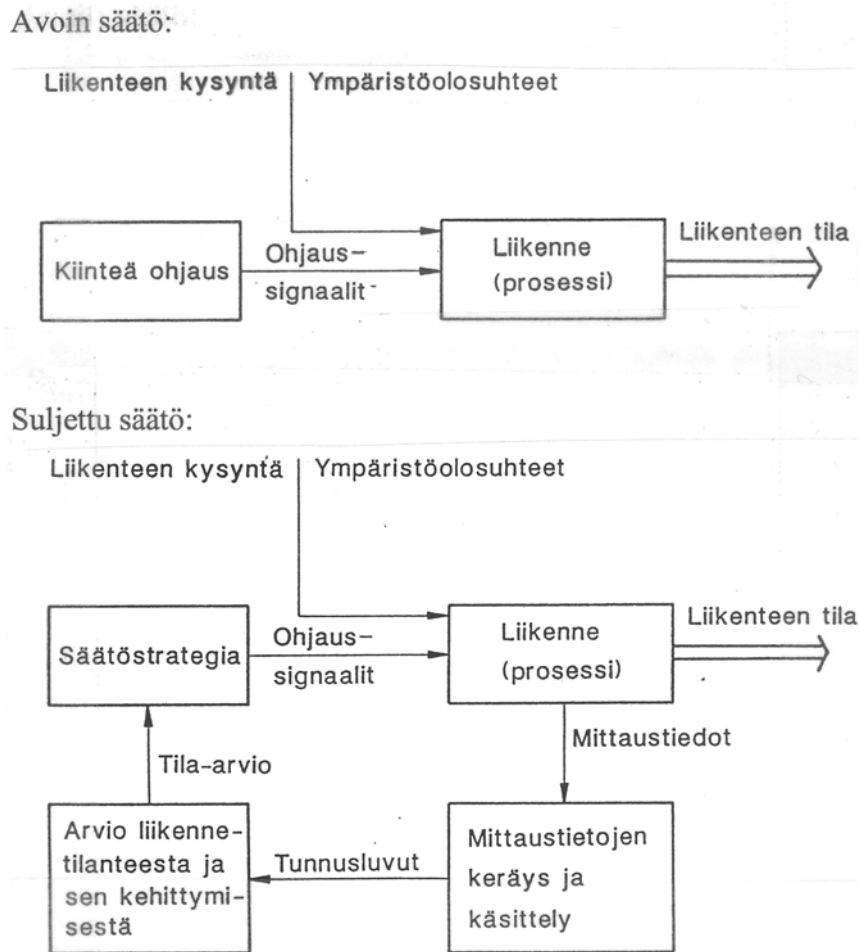 Avoin säätö:
Liikenteen kysyntä Ympäristöolosuhteet
Kiinteä ohjaus
Ohjaus-
signaalit
Liikenne
(prosessi)
Liikenteen tila
Suljettu säätö:
Liikenteen kysyntä Ympäristöolosuhteet
Säätöstrategia
Ohjaus-
signaalit
Liikenne
(prosessi)
Liikenteen tila
Mittaustiedot
Tila-arvio
Arvio liikenne-
tilanteesta ja
sen kehittymi-
sestä
Tunnusluvut
Mittaustietojen
keräys ja
käsittely